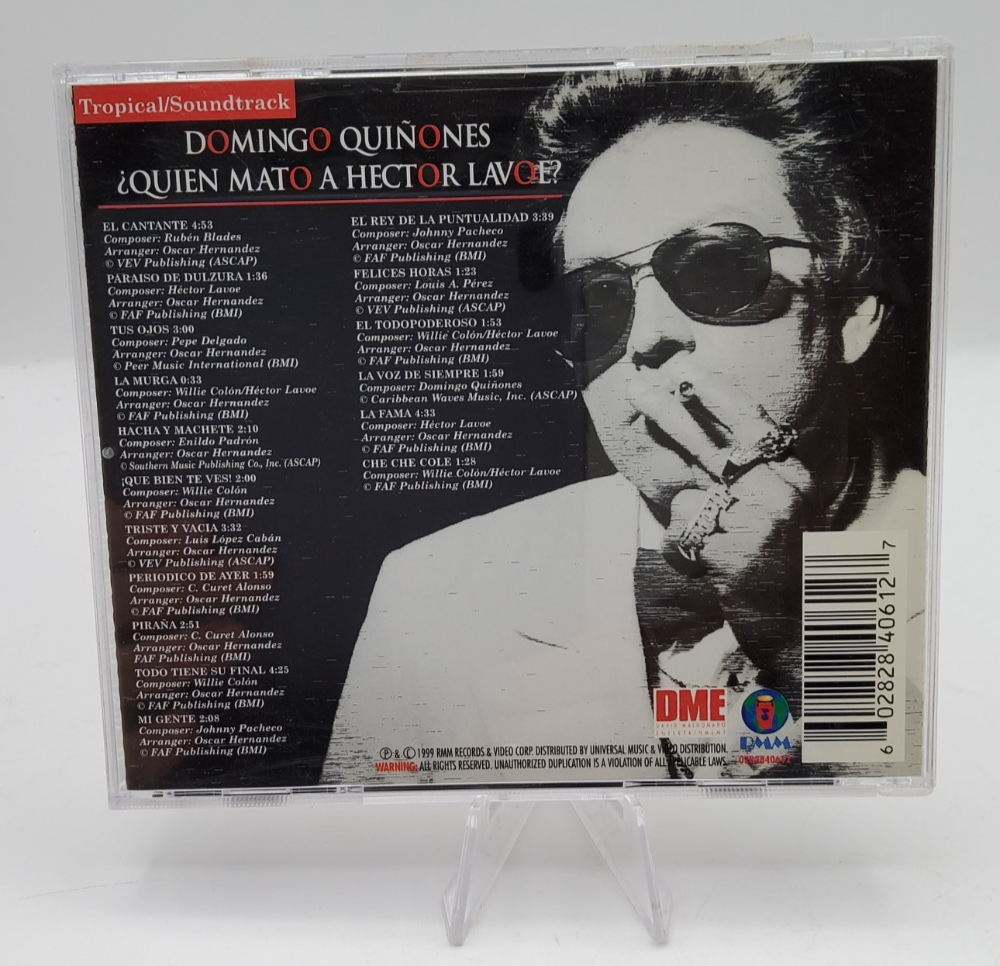 Tropical/Soundtrack
DOMINGO QUIÑONES
¿QUIEN MATO A HECTOR LAVOE?
EL CANTANTE 4:53
Composer: Rubén Blades
Arranger: Oscar Hernandez
© VEV Publishing (ASCAP)
PARAISO DE DULZURA 1:36
Composer: Héctor Lavoe
Arranger: Oscar Hernandez
© FAF Publishing (BMI)
TUS OJOS 3:00
Composer: Pepe Delgado
Arranger: Oscar Hernandez
© Peer Music International (BMI)
LA MURGA 0:33
Composer: Willie Colón/Héctor Lavoe
Arranger: Oscar Hernandez
© FAF Publishing (BMI)
HACHA Y MACHETE 2:10
Composer: Enildo Padrón
Arranger: Oscar Hernandez
© Southern Music Publishing Co., Inc. (ASCAP)
¡QUE BIEN TE VES! 2:00
Composer: Willie Colón
Arranger: Oscar Hernandez
© FAF Publishing (BMI)
TRISTE Y VACIA 3:32
Composer: Luis López Cabán
Arranger: Oscar Hernandez
© VEV Publishing (ASCAP)
PERIODICO DE AYER 1:59
Composer: C. Curet Alonso
Arranger: Oscar Hernandez
© FAF Publishing (BMI)
PIRAÑA 2:51
Composer: C. Curet Alonso
Arranger: Oscar Hernandez
FAF Publishing (BMI)
TODO TIENE SU FINAL 4:25
Composer: Willie Colón
Arranger: Oscar Hernandez
© FAF Publishing (BMI)
MI GENTE 2:08
Composer: Johnny Pacheco
Arranger: Oscar Hernandez
© FAF Publishing (BMI)
EL REY DE LA PUNTUALIDAD 3:39
Composer: Johnny Pacheco
Arranger: Oscar Hernandez
© FAF Publishing (BMI)
FELICES HORAS 1:23
Composer: Louis A. Pérez
Arranger: Oscar Hernandez
© VEV Publishing (ASCAP)
EL TODOPODEROSO 1:53
Composer: Willie Colón/Héctor Lavoe
Arranger: Oscar Hernandez
© FAF Publishing (BMI)
LA VOZ DE SIEMPRE 1:59
Composer: Domingo Quiñones
© Caribbean Waves Music, Inc. (ASCAP)
LA FAMA 4:33
Composer: Héctor Lavoe
Arranger: Oscar Hernandez
© FAF Publishing (BMI)
CHE CHE COLE 1:28
Composer: Willie Colón/Héctor Lavoe
© FAF Publishing (BMI)
DME
DAVID MALDONADO
ENTERTAINMENT
RMM
℗ & © 1999 RMM RECORDS & VIDEO CORP. DISTRIBUTED BY UNIVERSAL MUSIC & VIDEO DISTRIBUTION.
WARNING: ALL RIGHTS RESERVED. UNAUTHORIZED DUPLICATION IS A VIOLATION OF ALL APPLICABLE LAWS.
6 02828 40612 7